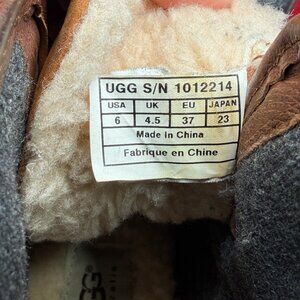 UGG S/N 1012214
USA UK EU JAPAN
6 4.5 37 23
Made In China
Fabrique en Chine